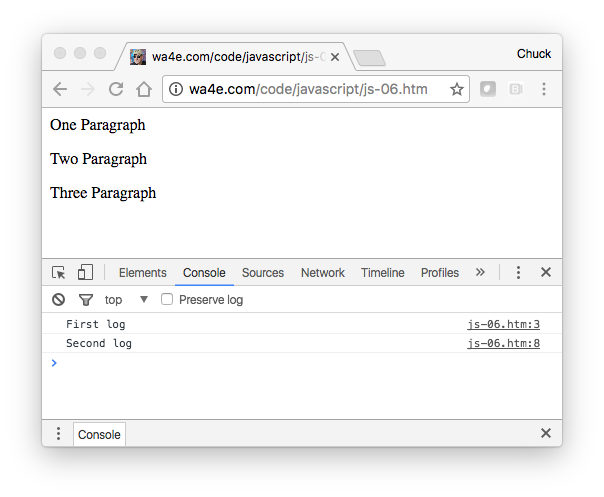 Chuck
wa4e.com/code/javascript/js-0
wa4e.com/code/javascript/js-06.htm
One Paragraph
Two Paragraph
Three Paragraph
Elements Console Sources Network Timeline Profiles »
top ▼ Preserve log
First log js-06.htm:3
Second log js-06.htm:8
>
Console